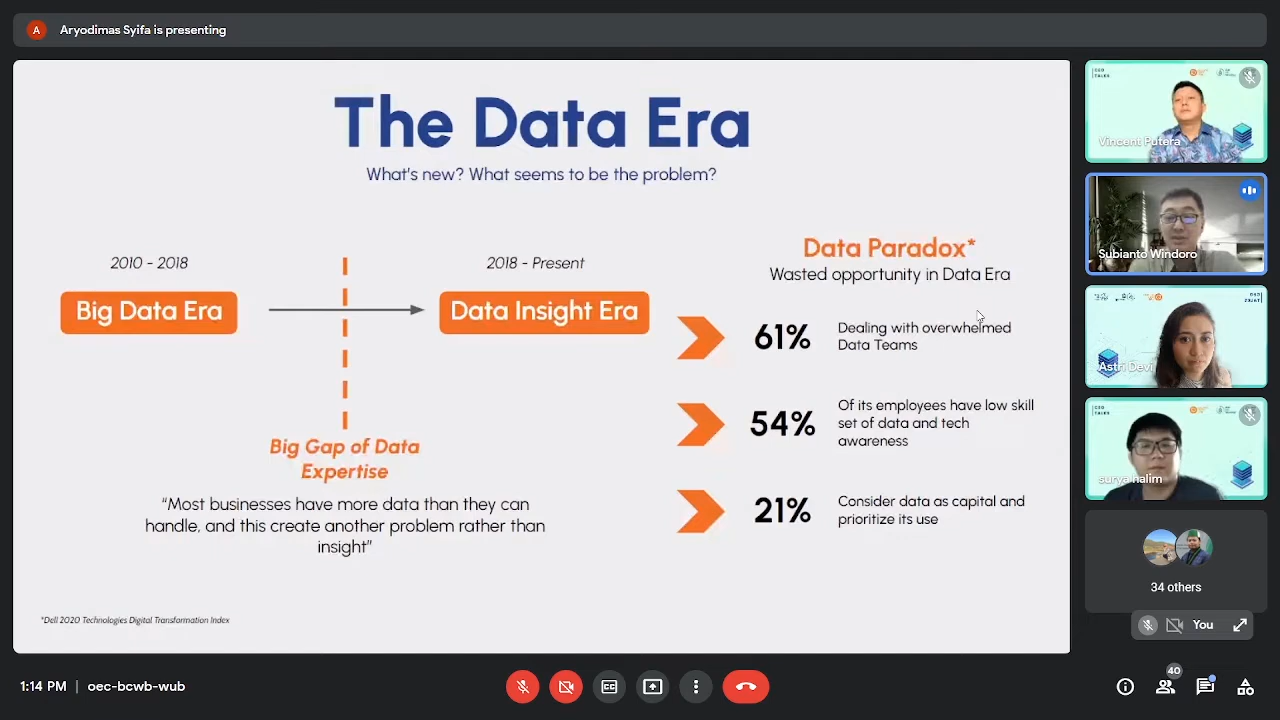 A
Aryodimas Syifa is presenting
The Data Era
What's new? What seems to be the problem?
2010 - 2018
Big Data Era
2018 - Present
Data Insight Era
Big Gap of Data
Expertise
“Most businesses have more data than they can
handle, and this create another problem rather than
insight”
Data Paradox*
Wasted opportunity in Data Era
61%
Dealing with overwhelmed
Data Teams
54%
Of its employees have low skill
set of data and tech
awareness
21%
Consider data as capital and
prioritize its use
*Dell 2020 Technologies Digital Transformation Index
Vincent Putera
Subianto Windoro
Astri Devi
surya halim
34 others
You
1:14 PM | oec-bcwb-wub
CC
40